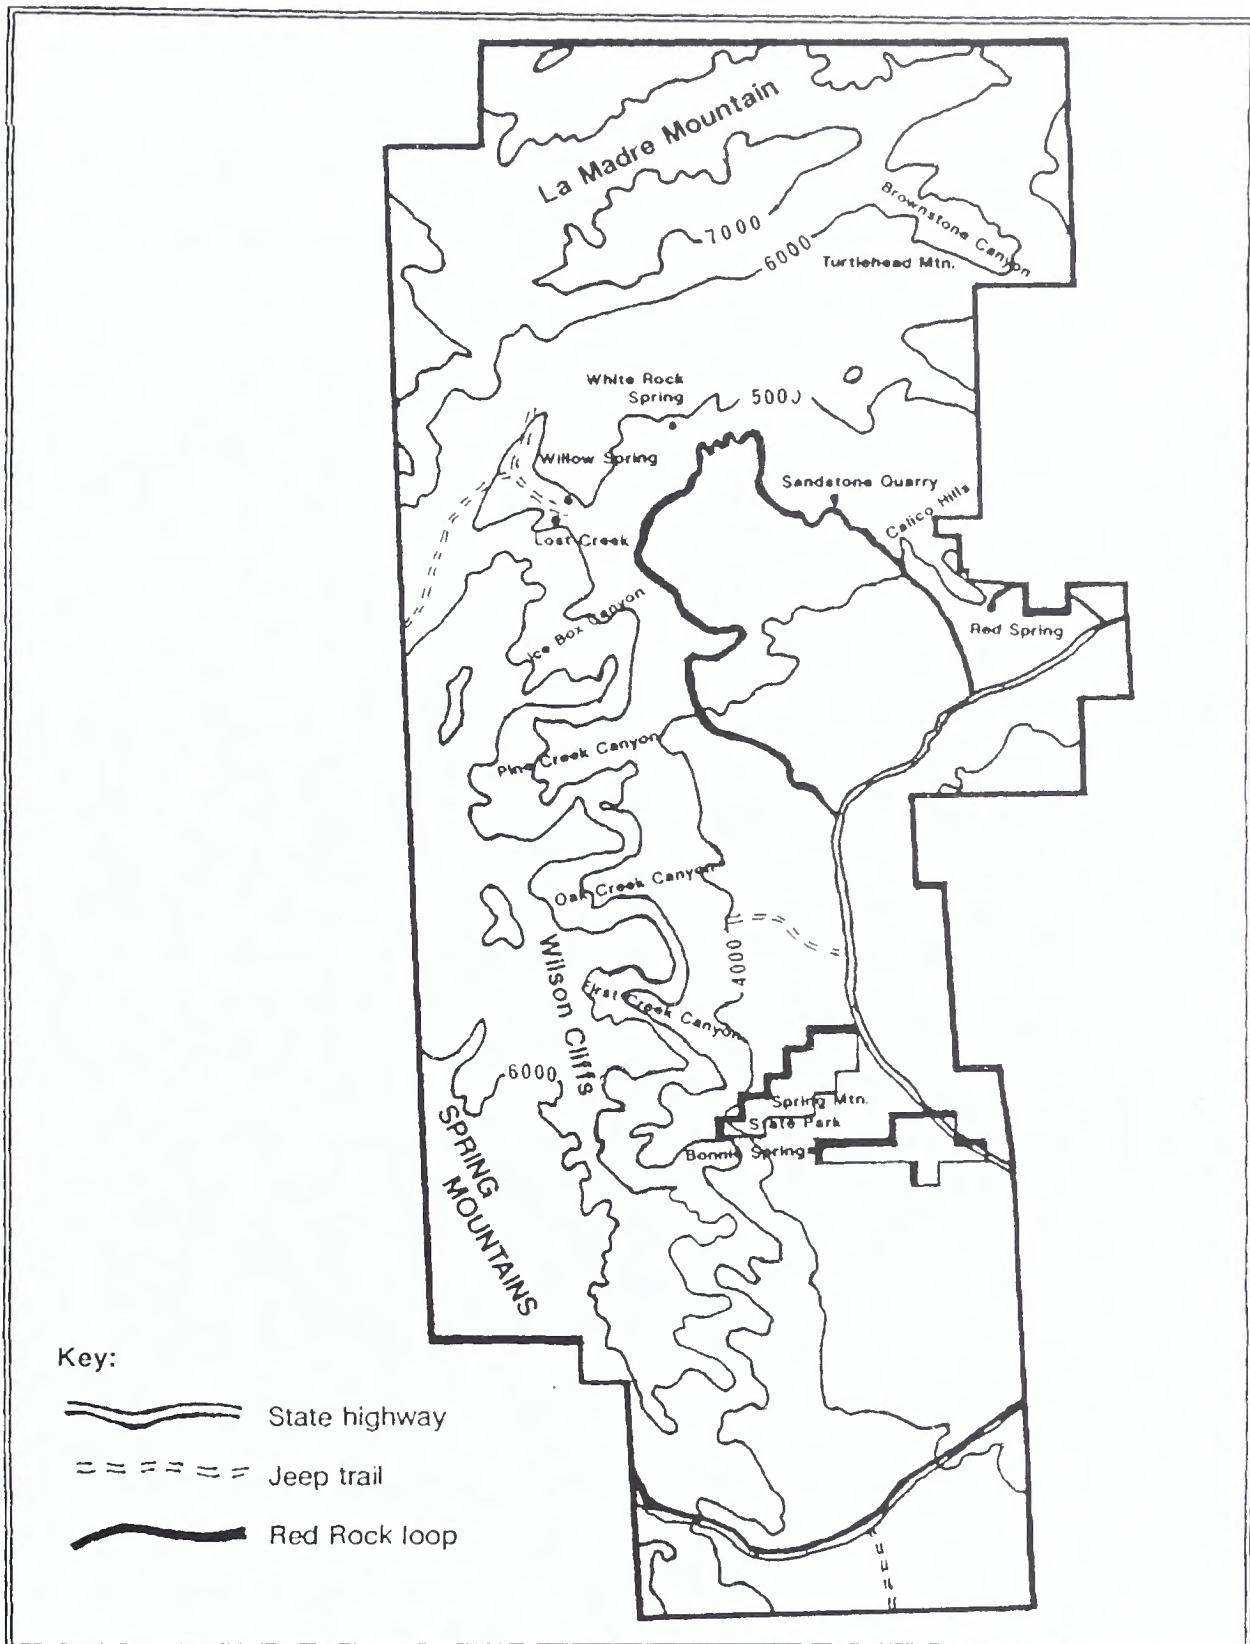 La Madre Mountain
Brownstone Canyon
7000
6000
Turtlehead Mtn.
White Rock
Spring
500
Willow Spring
Sandstone Quarry
Calico Hills
Lost Creek
Ice Box Canyon
Red Spring
Pine Creek Canyon
Oak Creek Canyon
Wilson Cliffs
4000
First Creek Canyon
6000
Spring Mtn.
State Park
Bonnie Spring
SPRING
MOUNTAINS
Key:
State highway
Jeep trail
Red Rock loop